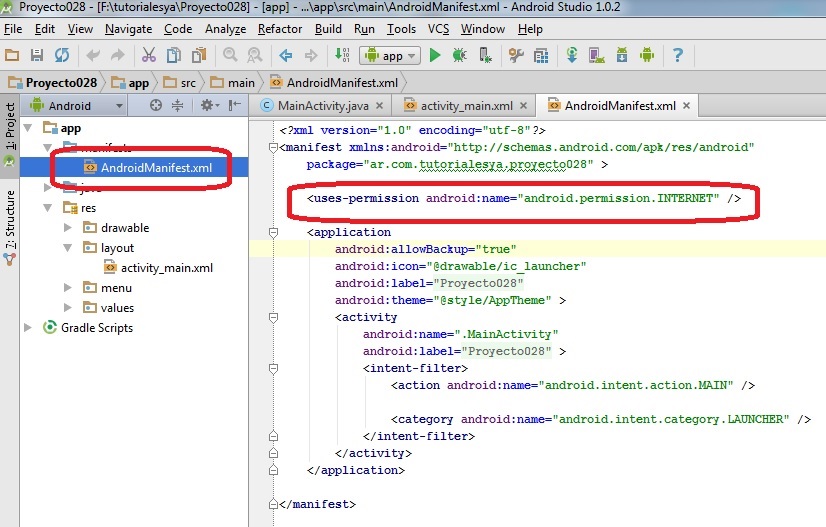 Proyecto028 - [F:\tutorialesya\Proyecto028] - [app] - ...\app\src\main\AndroidManifest.xml - Android Studio 1.0.2
File Edit View Navigate Code Analyze Refactor Build Run Tools VCS Window Help
app
Proyecto028 app src main AndroidManifest.xml
1: Project
7: Structure
Android
MainActivity.java activity_main.xml AndroidManifest.xml
app
manifests
AndroidManifest.xml
java
res
drawable
layout
activity_main.xml
menu
values
Gradle Scripts
<?xml version="1.0" encoding="utf-8"?>
<manifest xmlns:android="http://schemas.android.com/apk/res/android"
package="ar.com.tutorialesya.proyecto028" >
<uses-permission android:name="android.permission.INTERNET" />
<application
android:allowBackup="true"
android:icon="@drawable/ic_launcher"
android:label="Proyecto028"
android:theme="@style/AppTheme" >
<activity
android:name=".MainActivity"
android:label="Proyecto028" >
<intent-filter>
<action android:name="android.intent.action.MAIN" />
<category android:name="android.intent.category.LAUNCHER" />
</intent-filter>
</activity>
</application>
</manifest>